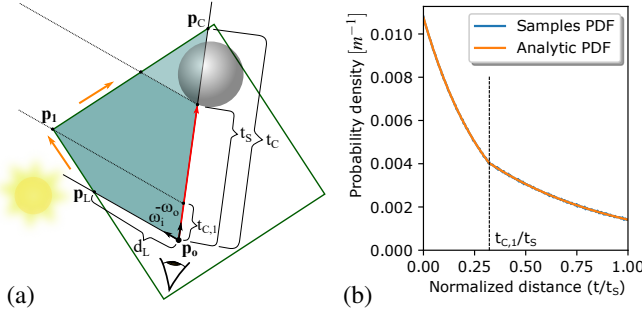 (a)
p_C
p_1
p_L
t_S
t_C
-ω_o
ω_i
t_C,1
d_L
p_o
(b)
Probability density [m⁻¹]
0.010
0.008
0.006
0.004
0.002
0.000
Samples PDF
Analytic PDF
t_C,1/t_S
0.00 0.25 0.50 0.75 1.00
Normalized distance (t/t_S)